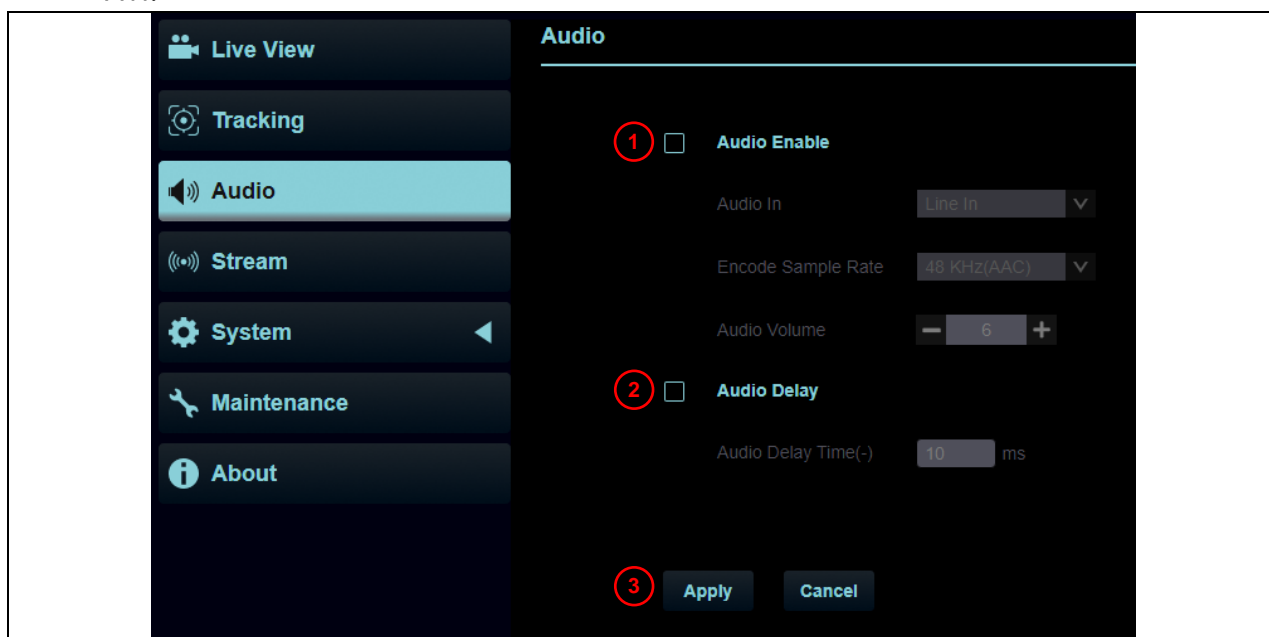 Live View
Tracking
Audio
Stream
System
Maintenance
About
Audio
1 Audio Enable
Audio In Line In
Encode Sample Rate 48 KHz(AAC)
Audio Volume 6
2 Audio Delay
Audio Delay Time(-) 10 ms
3 Apply Cancel